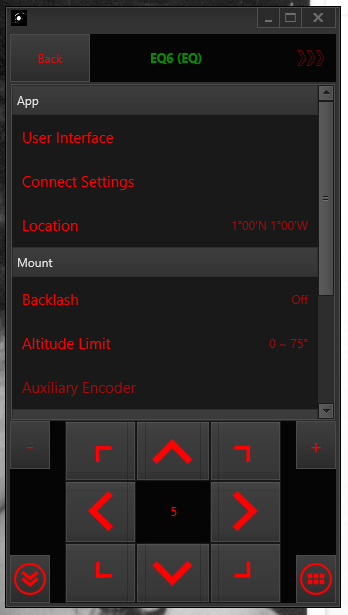 Back
EQ6 (EQ)
App
User Interface
Connect Settings
Location 1°00'N 1°00'W
Mount
Backlash Off
Altitude Limit 0 ~ 75°
Auxiliary Encoder
- +
5